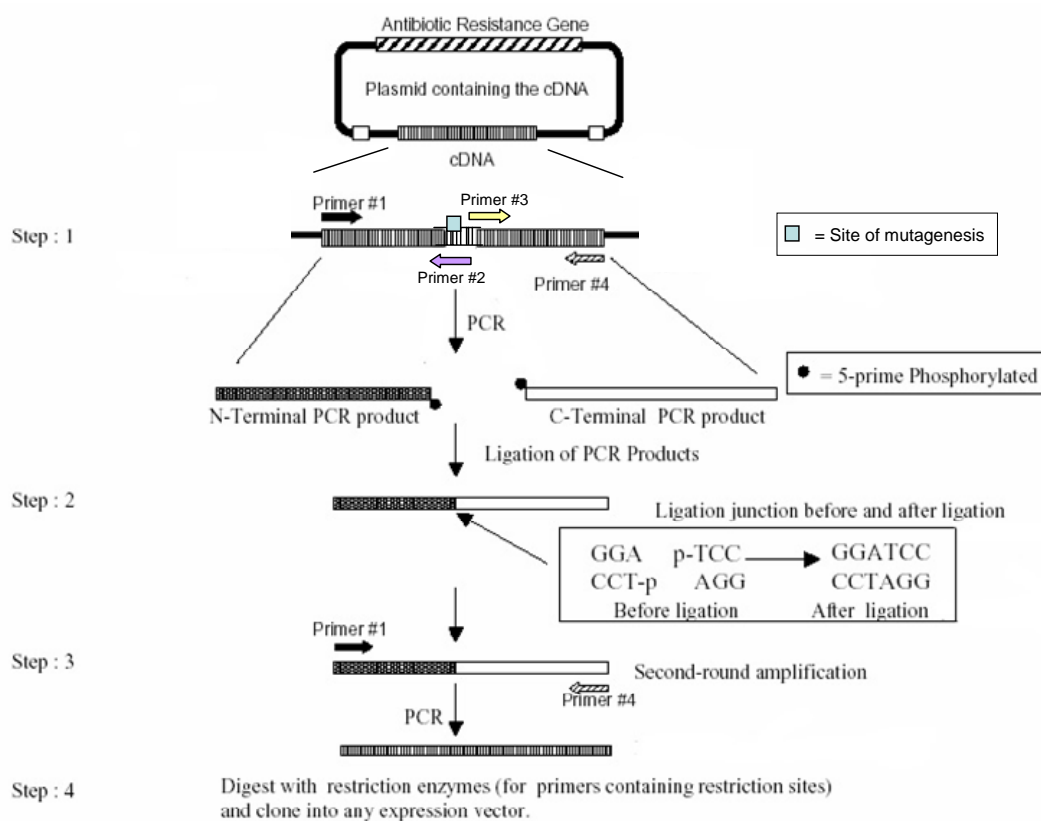 Antibiotic Resistance Gene
Plasmid containing the cDNA
cDNA
Primer #1
Primer #3
Step : 1
= Site of mutagenesis
Primer #2
Primer #4
PCR
= 5-prime Phosphorylated
N-Terminal PCR product
C-Terminal PCR product
Ligation of PCR Products
Step : 2
Ligation junction before and after ligation
GGA p-TCC GGATCC
CCT-p AGG CCTAGG
Before ligation After ligation
Primer #1
Step : 3
Second-round amplification
Primer #4
PCR
Step : 4
Digest with restriction enzymes (for primers containing restriction sites)
and clone into any expression vector.